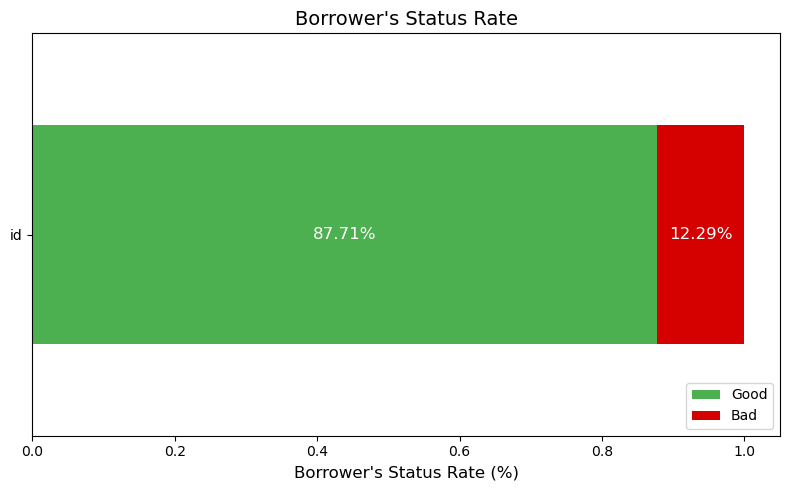 Borrower's Status Rate
id
87.71%
12.29%
Good
Bad
0.0
0.2
0.4
0.6
0.8
1.0
Borrower's Status Rate (%)